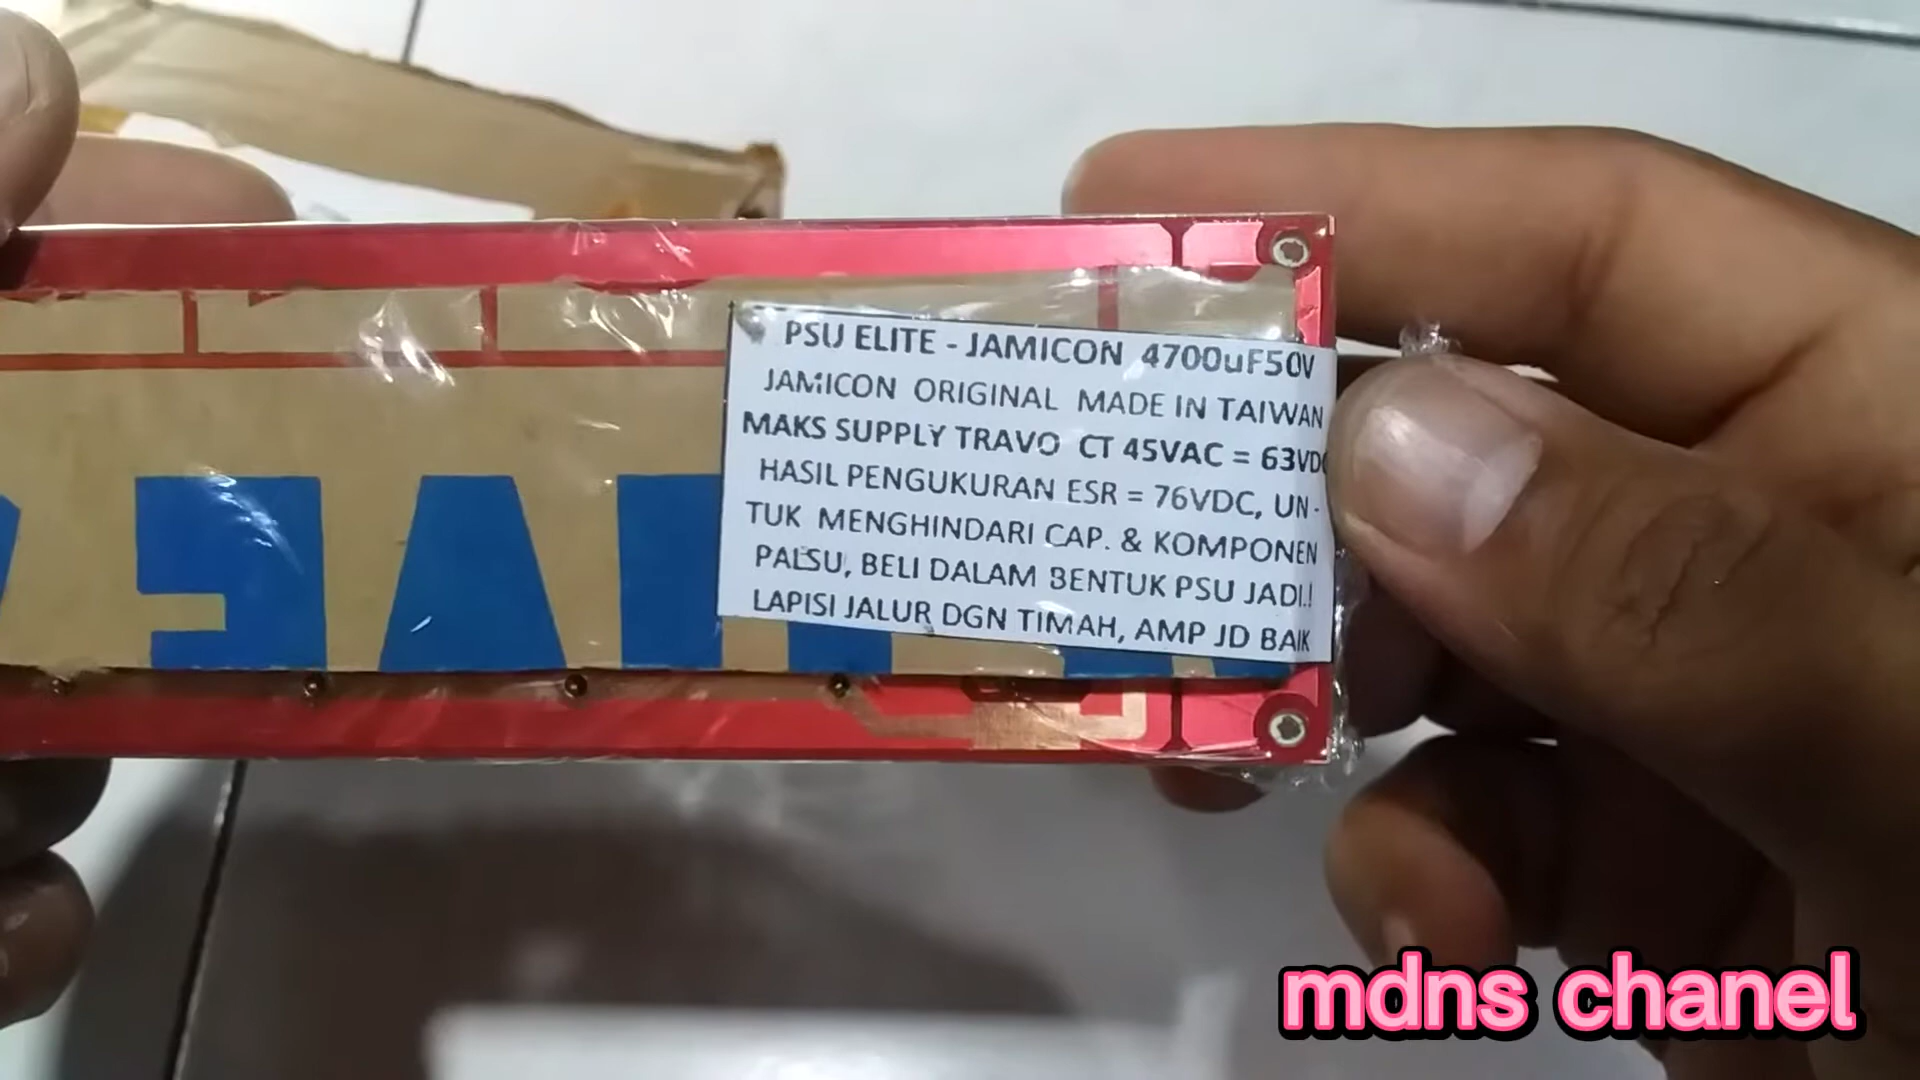 PSU ELITE - JAMICON 4700uF50V
JAMICON ORIGINAL MADE IN TAIWAN
MAKS SUPPLY TRAVO CT 45VAC = 63VDC
HASIL PENGUKURAN ESR = 76VDC, UN-
TUK MENGHINDARI CAP. & KOMPONEN
PALSU, BELI DALAM BENTUK PSU JADI.!
LAPISI JALUR DGN TIMAH, AMP JD BAIK
mdns chanel